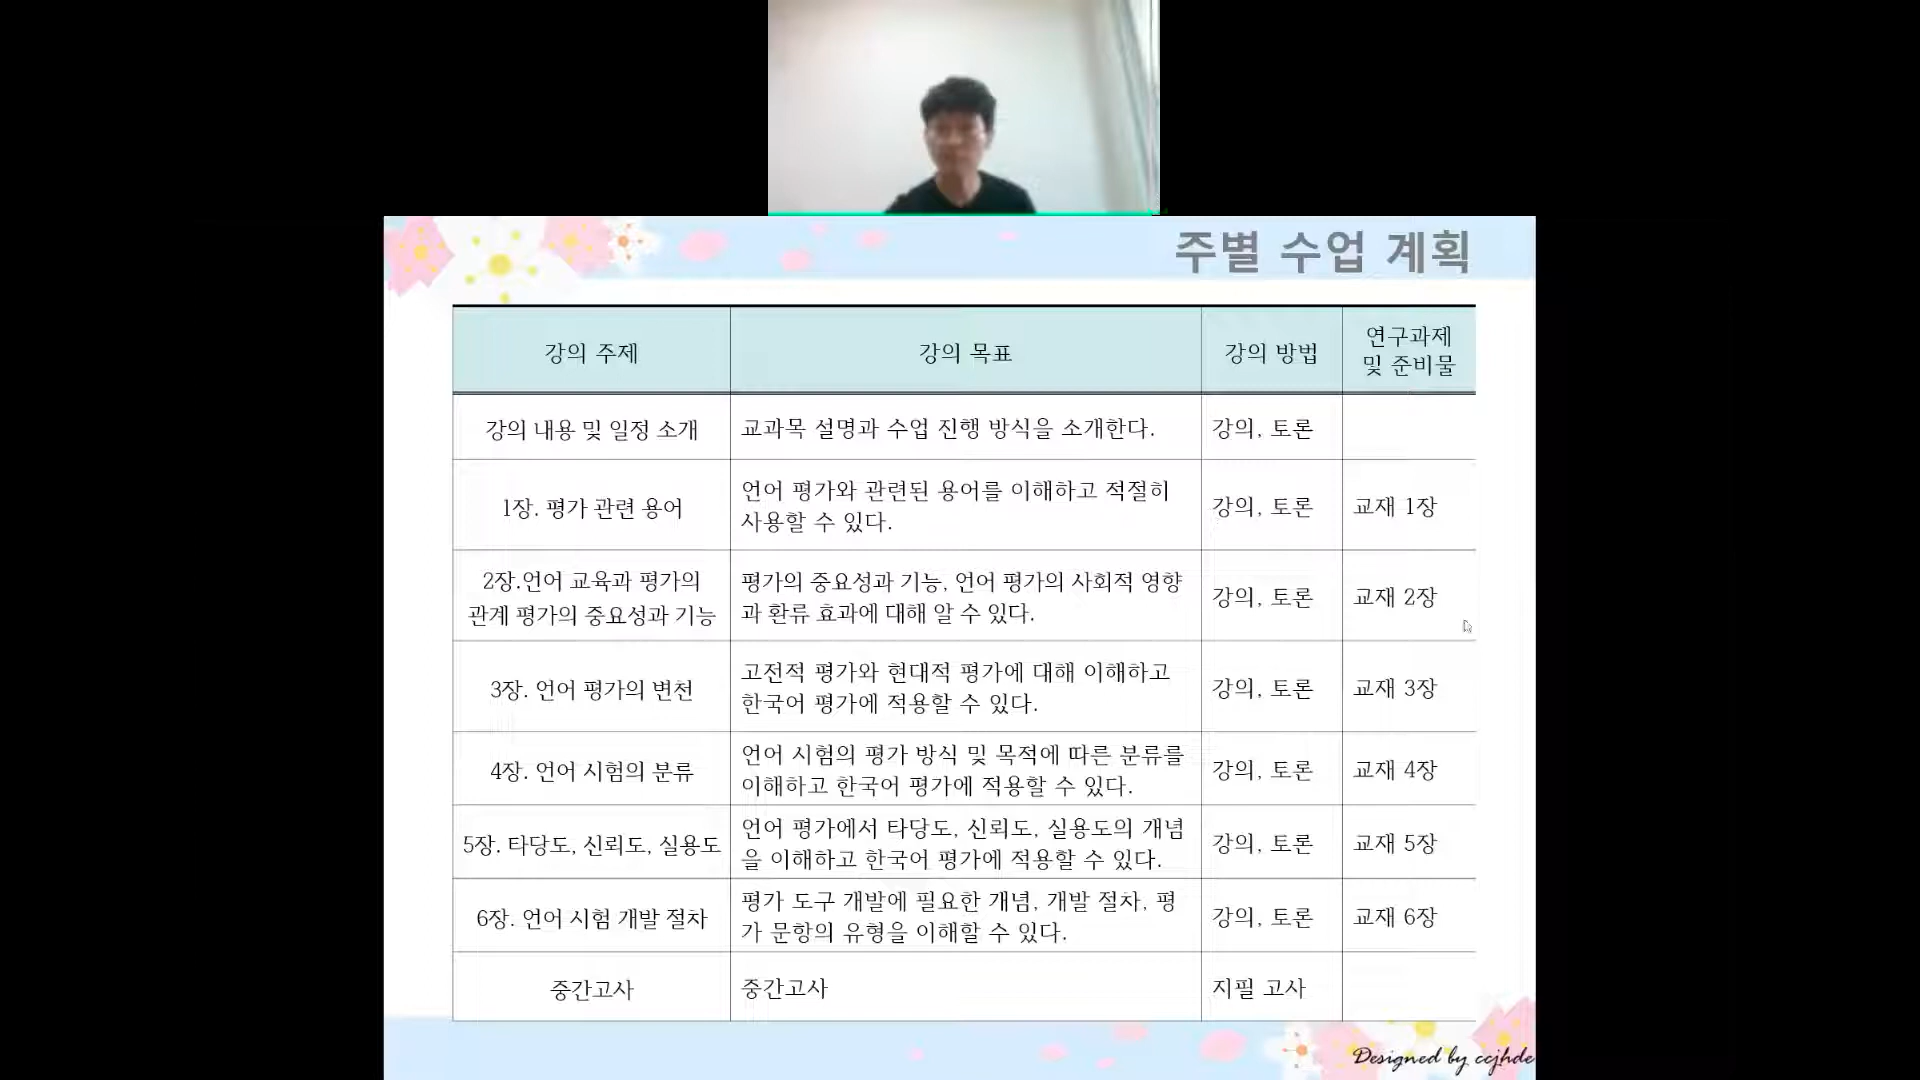 주별 수업 계획
강의 주제
강의 목표
강의 방법
연구과제
및 준비물
강의 내용 및 일정 소개
교과목 설명과 수업 진행 방식을 소개한다.
강의, 토론
1장. 평가 관련 용어
언어 평가와 관련된 용어를 이해하고 적절히
사용할 수 있다.
강의, 토론
교재 1장
2장.언어 교육과 평가의
관계 평가의 중요성과 기능
평가의 중요성과 기능, 언어 평가의 사회적 영향
과 환류 효과에 대해 알 수 있다.
강의, 토론
교재 2장
3장. 언어 평가의 변천
고전적 평가와 현대적 평가에 대해 이해하고
한국어 평가에 적용할 수 있다.
강의, 토론
교재 3장
4장. 언어 시험의 분류
언어 시험의 평가 방식 및 목적에 따른 분류를
이해하고 한국어 평가에 적용할 수 있다.
강의, 토론
교재 4장
5장. 타당도, 신뢰도, 실용도
언어 평가에서 타당도, 신뢰도, 실용도의 개념
을 이해하고 한국어 평가에 적용할 수 있다.
강의, 토론
교재 5장
6장. 언어 시험 개발 절차
평가 도구 개발에 필요한 개념, 개발 절차, 평
가 문항의 유형을 이해할 수 있다.
강의, 토론
교재 6장
중간고사
중간고사
지필 고사
Designed by ccjhde